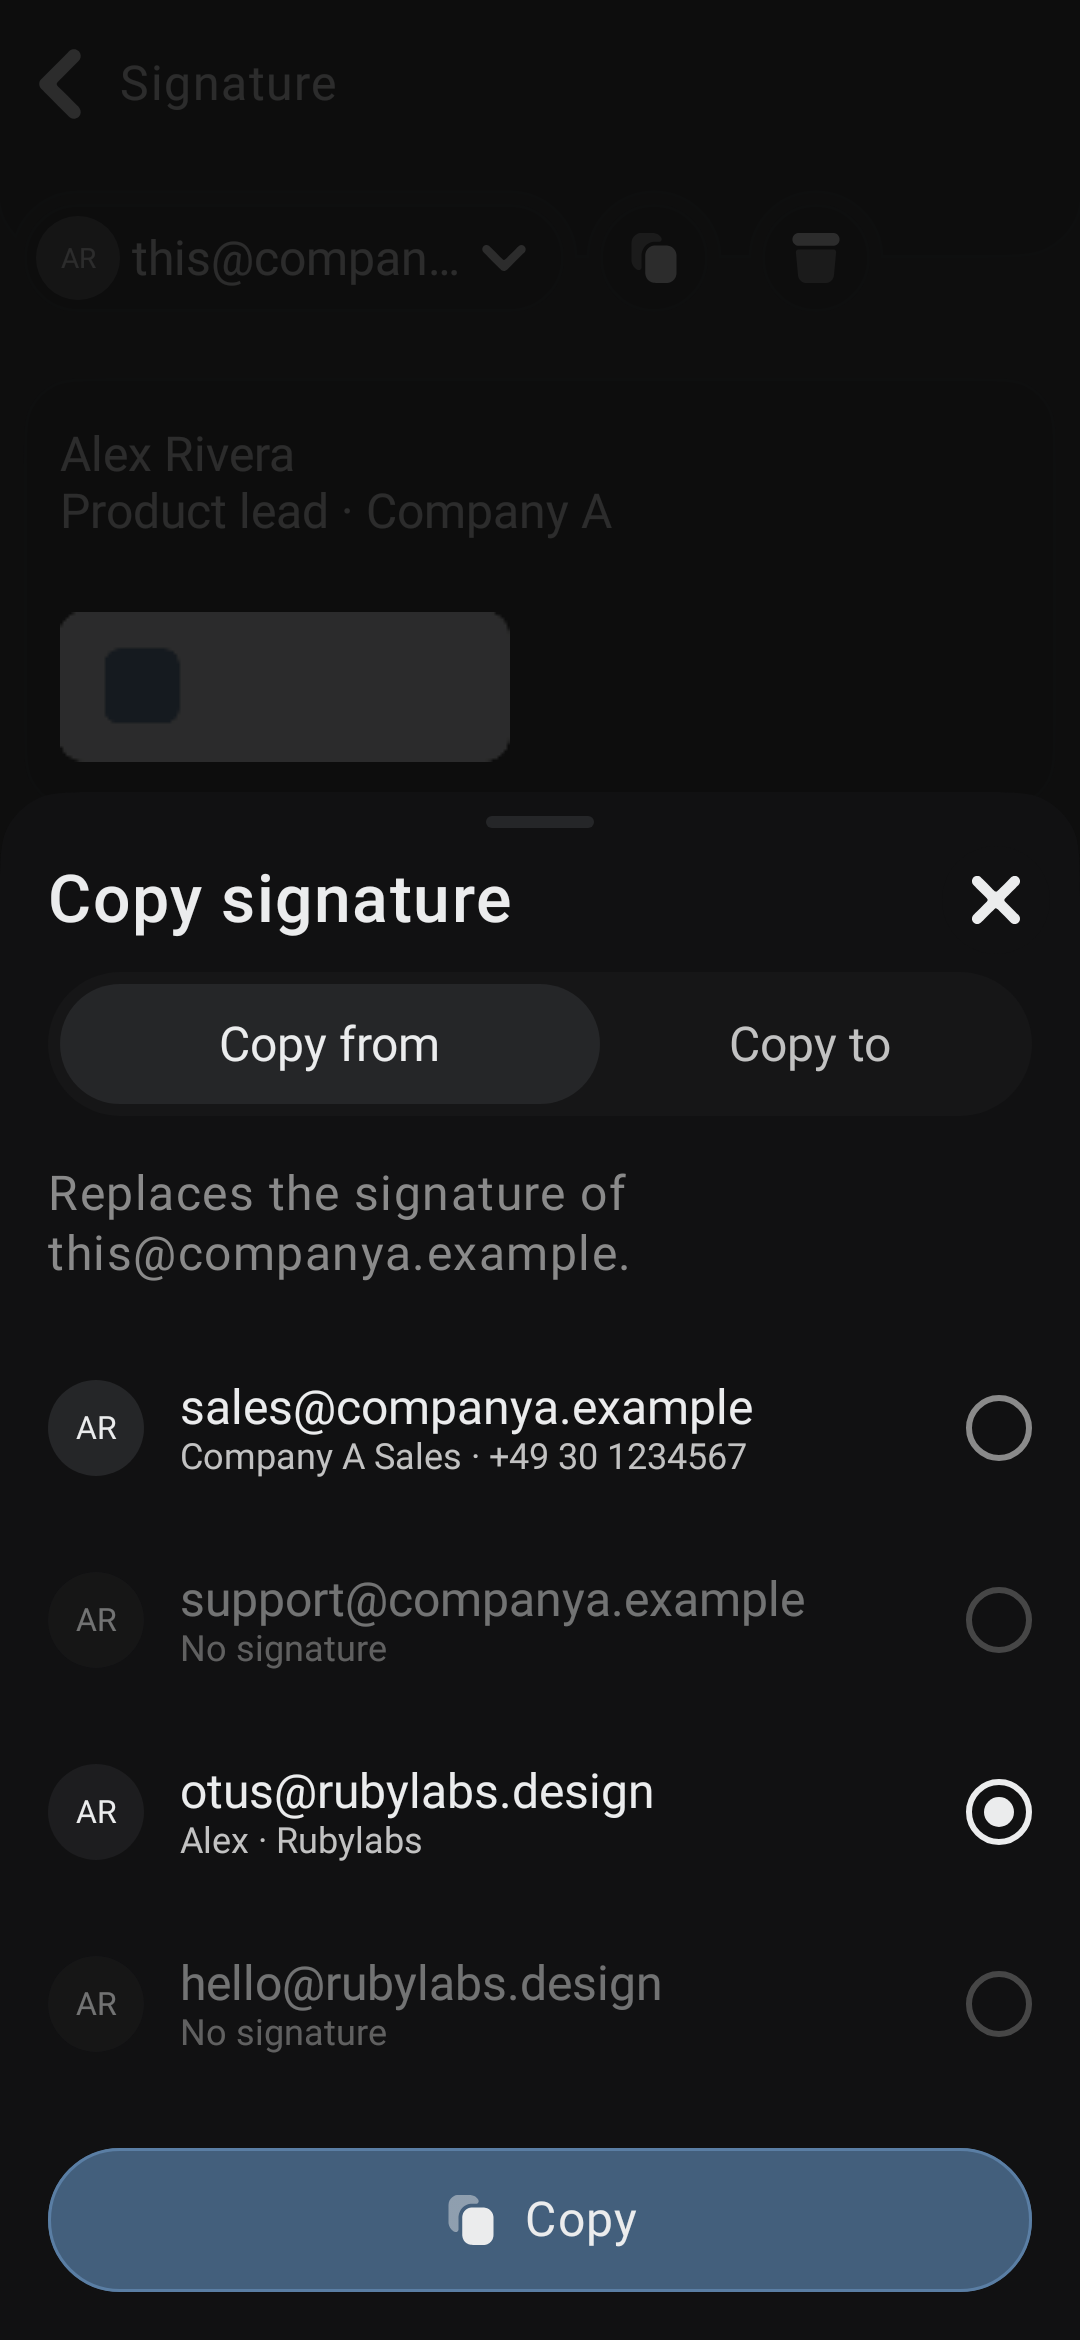 Signature
AR this@compan...
Alex Rivera
Product lead · Company A
Copy signature
Copy from
Copy to
Replaces the signature of
this@companya.example.
AR
sales@companya.example
Company A Sales · +49 30 1234567
AR
support@companya.example
No signature
AR
otus@rubylabs.design
Alex · Rubylabs
AR
hello@rubylabs.design
No signature
Copy